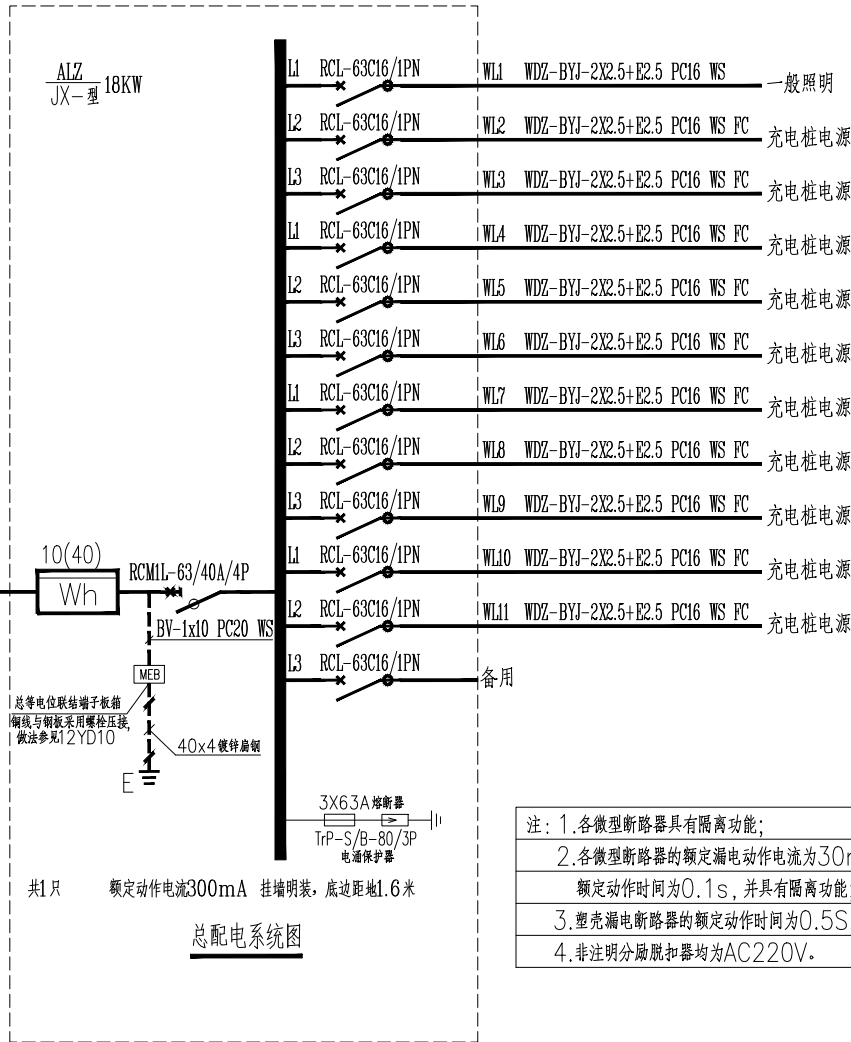 ALZ
JX-型 18KW
L1 RCL-63C16/1PN WL1 WDZ-BYJ-2X2.5+E2.5 PC16 WS 一般照明
L2 RCL-63C16/1PN WL2 WDZ-BYJ-2X2.5+E2.5 PC16 WS FC 充电桩电源
L3 RCL-63C16/1PN WL3 WDZ-BYJ-2X2.5+E2.5 PC16 WS FC 充电桩电源
L1 RCL-63C16/1PN WL4 WDZ-BYJ-2X2.5+E2.5 PC16 WS FC 充电桩电源
L2 RCL-63C16/1PN WL5 WDZ-BYJ-2X2.5+E2.5 PC16 WS FC 充电桩电源
L3 RCL-63C16/1PN WL6 WDZ-BYJ-2X2.5+E2.5 PC16 WS FC 充电桩电源
L1 RCL-63C16/1PN WL7 WDZ-BYJ-2X2.5+E2.5 PC16 WS FC 充电桩电源
L2 RCL-63C16/1PN WL8 WDZ-BYJ-2X2.5+E2.5 PC16 WS FC 充电桩电源
L3 RCL-63C16/1PN WL9 WDZ-BYJ-2X2.5+E2.5 PC16 WS FC 充电桩电源
L1 RCL-63C16/1PN WL10 WDZ-BYJ-2X2.5+E2.5 PC16 WS FC 充电桩电源
L2 RCL-63C16/1PN WL11 WDZ-BYJ-2X2.5+E2.5 PC16 WS FC 充电桩电源
L3 RCL-63C16/1PN 备用
10(40)
Wh
RCM1L-63/40A/4P
BV-1x10 PC20 WS
MEB
总等电位联结端子板箱
铜线与钢板采用螺栓压接,
做法参见12YD10
40x4镀锌扁钢
E
3X63A熔断器
TrP-S/B-80/3P
电涌保护器
共1只 额定动作电流300mA 挂墙明装，底边距地1.6米
总配电系统图
注：1.各微型断路器具有隔离功能;
2.各微型断路器的额定漏电动作电流为30m
额定动作时间为0.1s,并具有隔离功能
3.塑壳漏电断路器的额定动作时间为0.5S
4.非注明分励脱扣器均为AC220V。